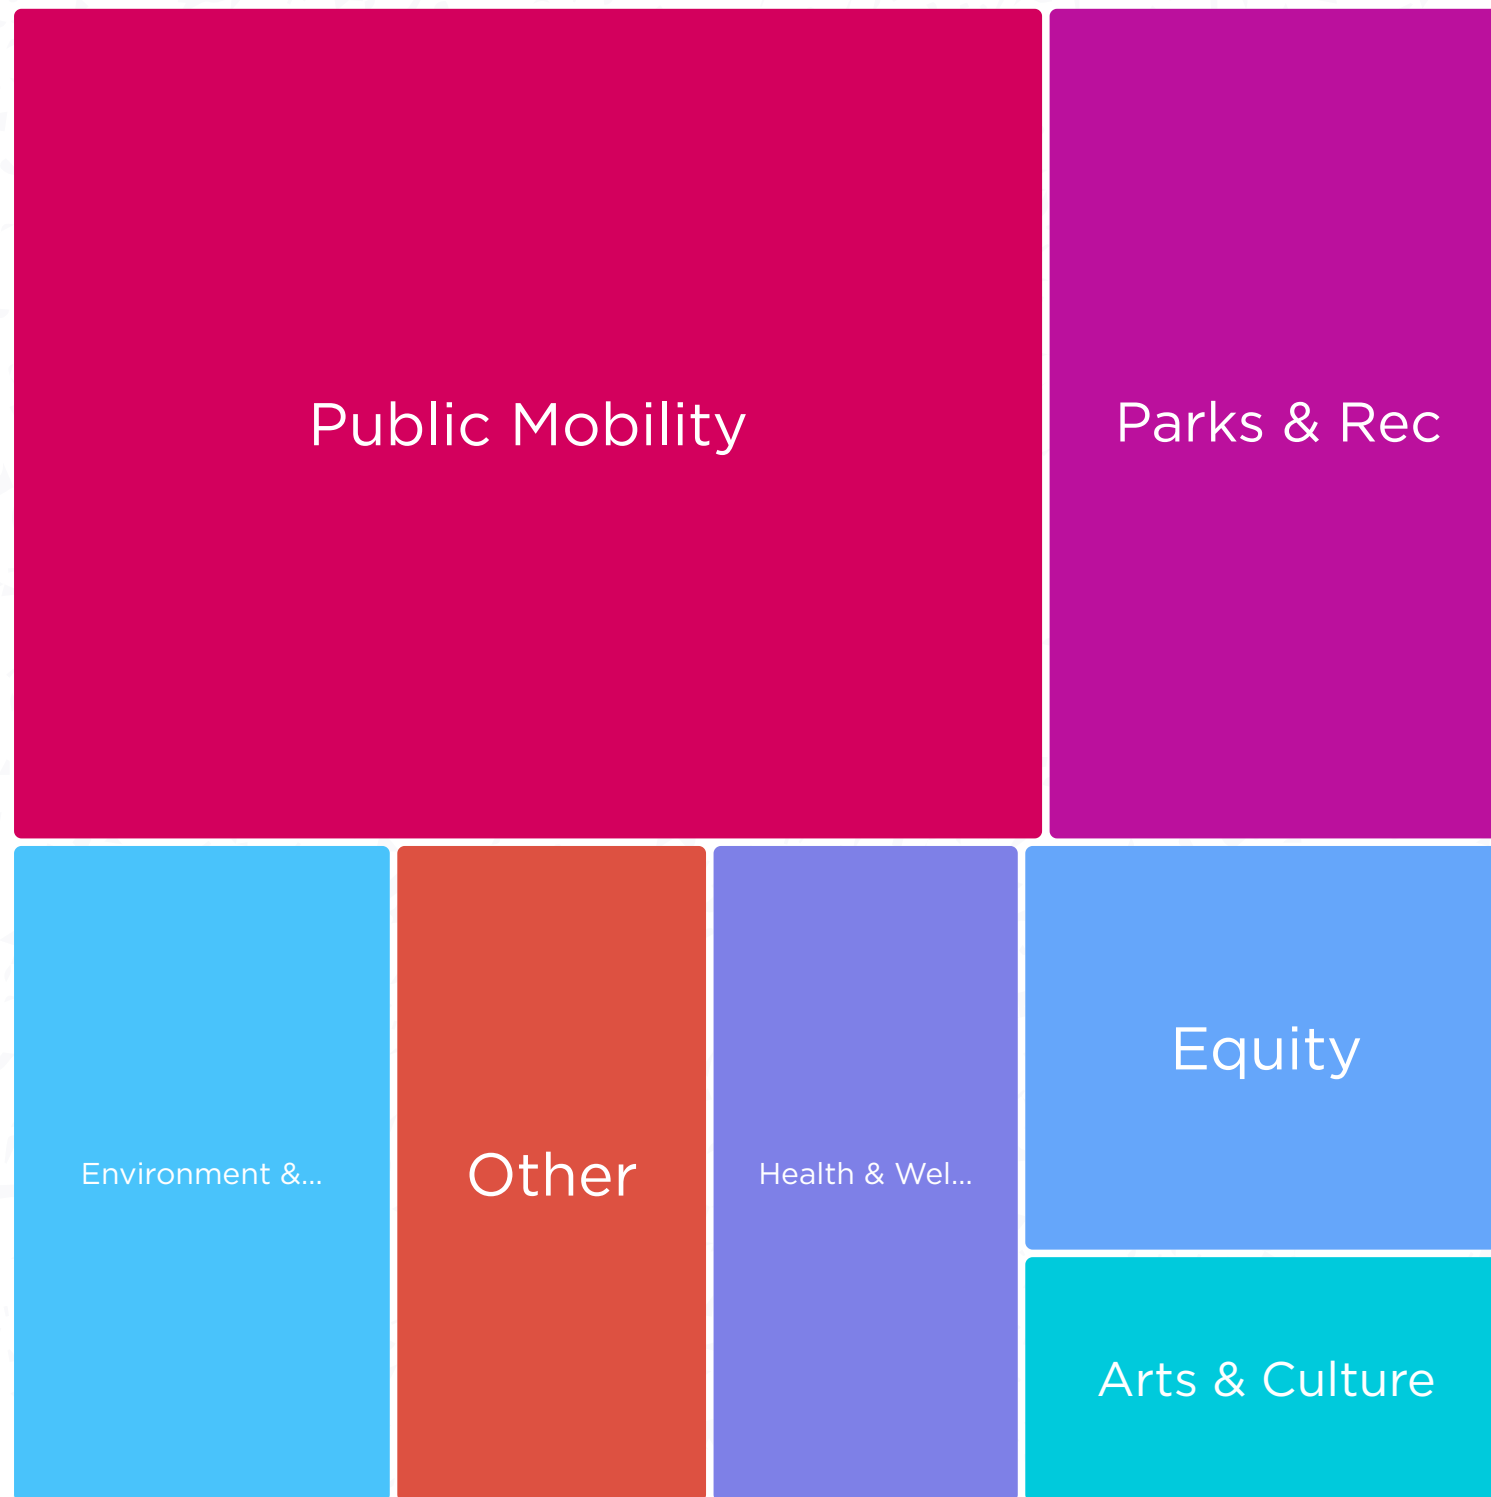 Public Mobility
Parks & Rec
Environment &...
Other
Health & Wel...
Equity
Arts & Culture